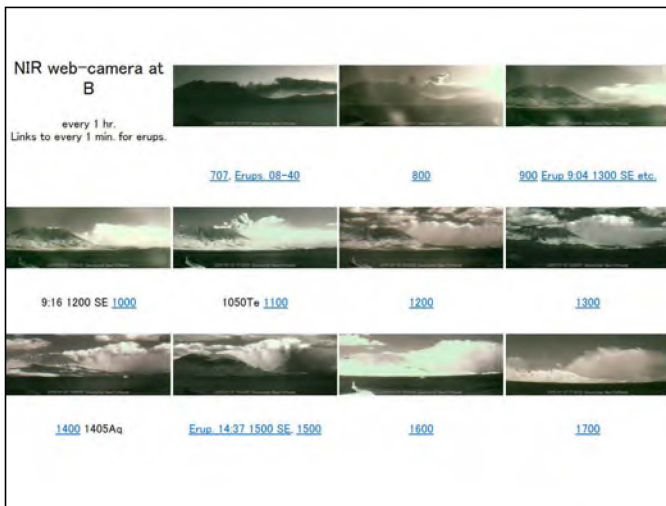 NIR web-camera at
B
every 1 hr.
Links to every 1 min. for erups.
707, Erups. 08-40
800
900 Erup 9:04 1300 SE etc.
9:16 1200 SE 1000
1050Te 1100
1200
1300
1400 1405Aq
Erup. 14:37 1500 SE, 1500
1600
1700